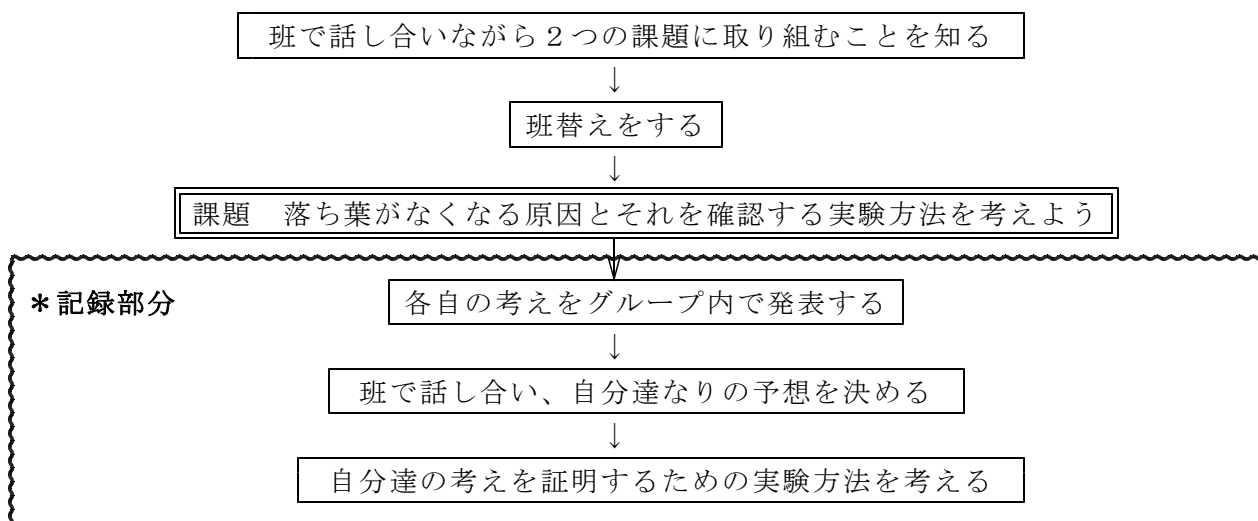 班で話し合いながら２つの課題に取り組むことを知る
↓
班替えをする
↓
課題　落ち葉がなくなる原因とそれを確認する実験方法を考えよう
＊記録部分
各自の考えをグループ内で発表する
↓
班で話し合い、自分達なりの予想を決める
↓
自分達の考えを証明するための実験方法を考える